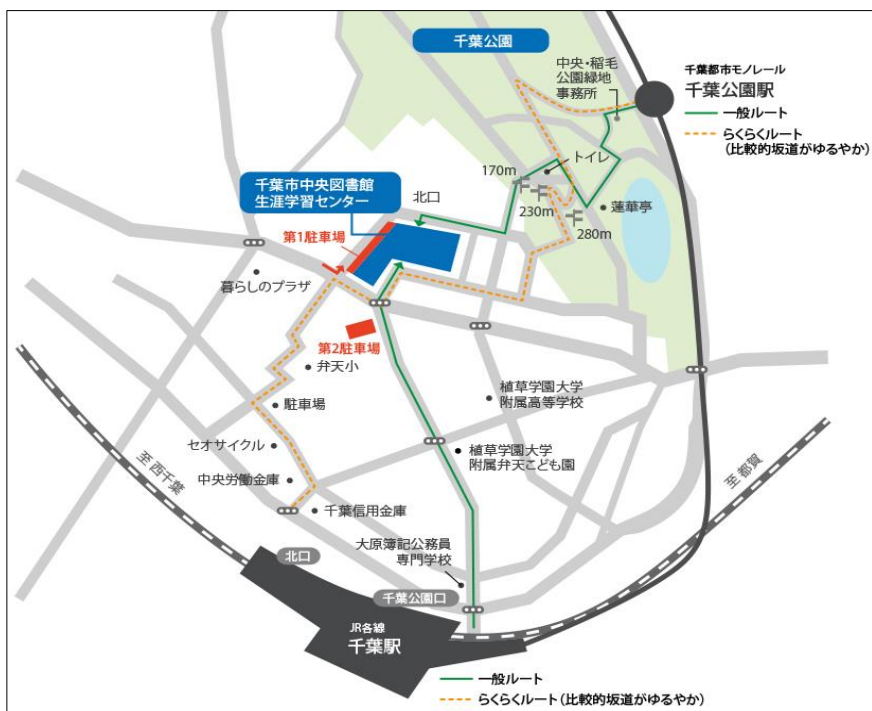 千葉公園
中央・稲毛
公園緑地
事務所
千葉都市モノレール
千葉公園駅
一般ルート
らくらくルート
(比較的坂道がゆるやか)
トイレ
170m
230m
280m
蓮華亭
千葉市中央図書館
生涯学習センター
北口
第1駐車場
暮らしのプラザ
第2駐車場
弁天小
駐車場
植草学園大学
附属高等学校
セオサイクル
植草学園大学
附属弁天こども園
至西千葉
至都賀
中央労働金庫
千葉信用金庫
大原簿記公務員
専門学校
北口
千葉公園口
JR各線
千葉駅
一般ルート
らくらくルート(比較的坂道がゆるやか)